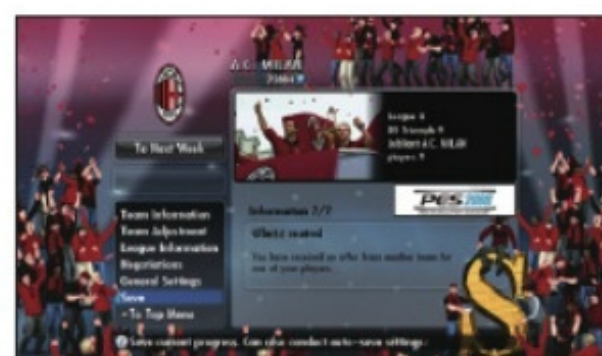 A.C. MILAN
To Next Week
League A
A.C. MILAN
players !!
PES 2008
Information 7/7
Offer(s) received
You have received an offer from another team for
one of your players.
Team Information
Team Adjustment
League Information
Negotiations
General Settings
Save
-To Top Menu
Save current progress. Can also conduct auto-save settings.
S